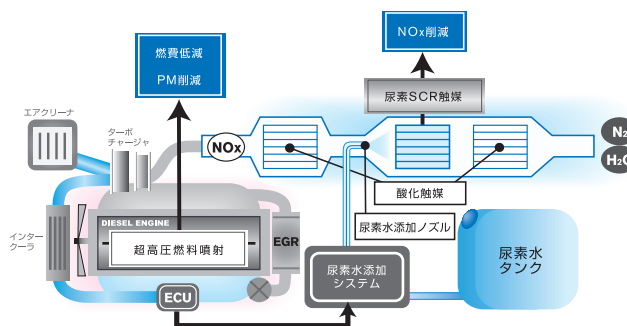 燃費低減
PM削減
NOx削減
尿素SCR触媒
エアクリーナ
ターボ
チャージャ
NOx
N₂
H₂O
酸化触媒
尿素水添加ノズル
DIESEL ENGINE
超高圧燃料噴射
EGR
インター
クーラ
尿素水添加
システム
尿素水
タンク
ECU